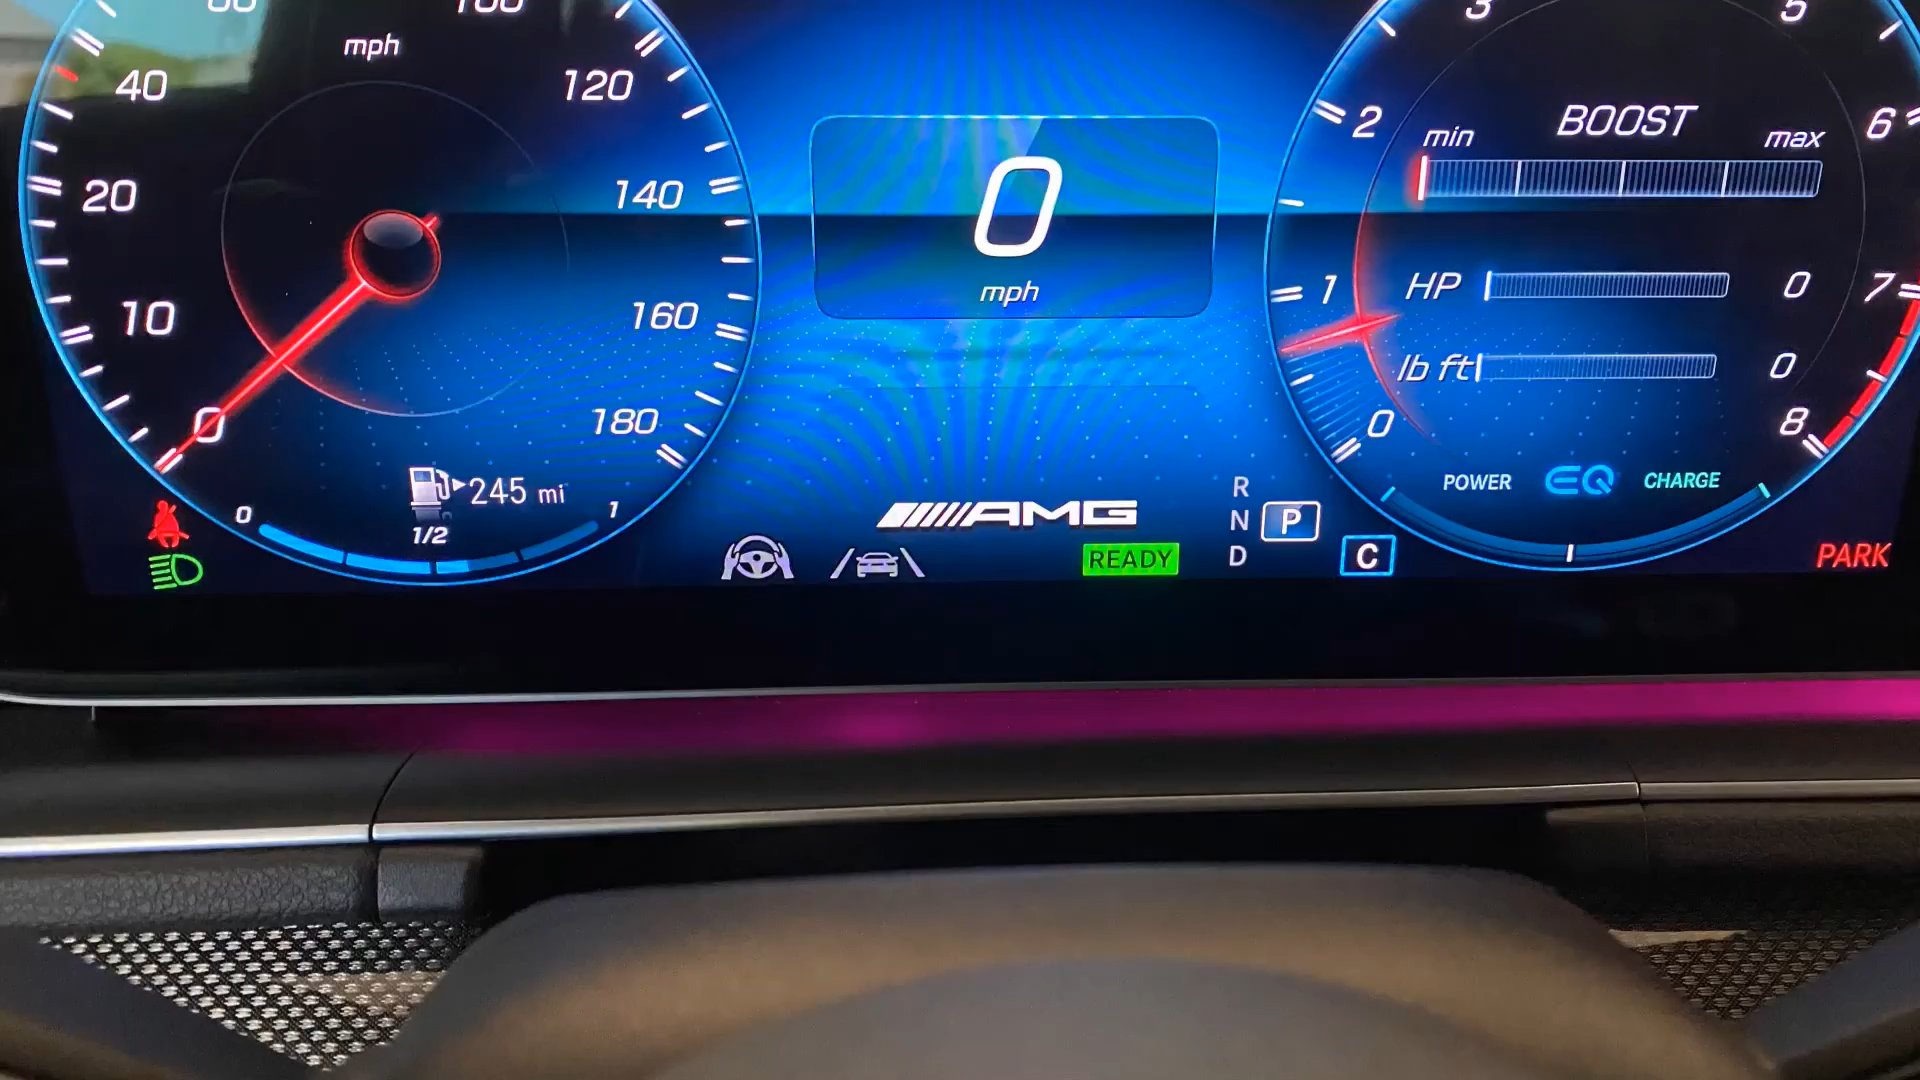 100
3
5
mph
40
120
BOOST
2
min
max
6
20
140
0
mph
10
160
1
HP
0
7
lb ft
0
0
180
0
8
245 mi
R
N
D
P
POWER
EQ
CHARGE
0
1
1/2
AMG
READY
C
PARK